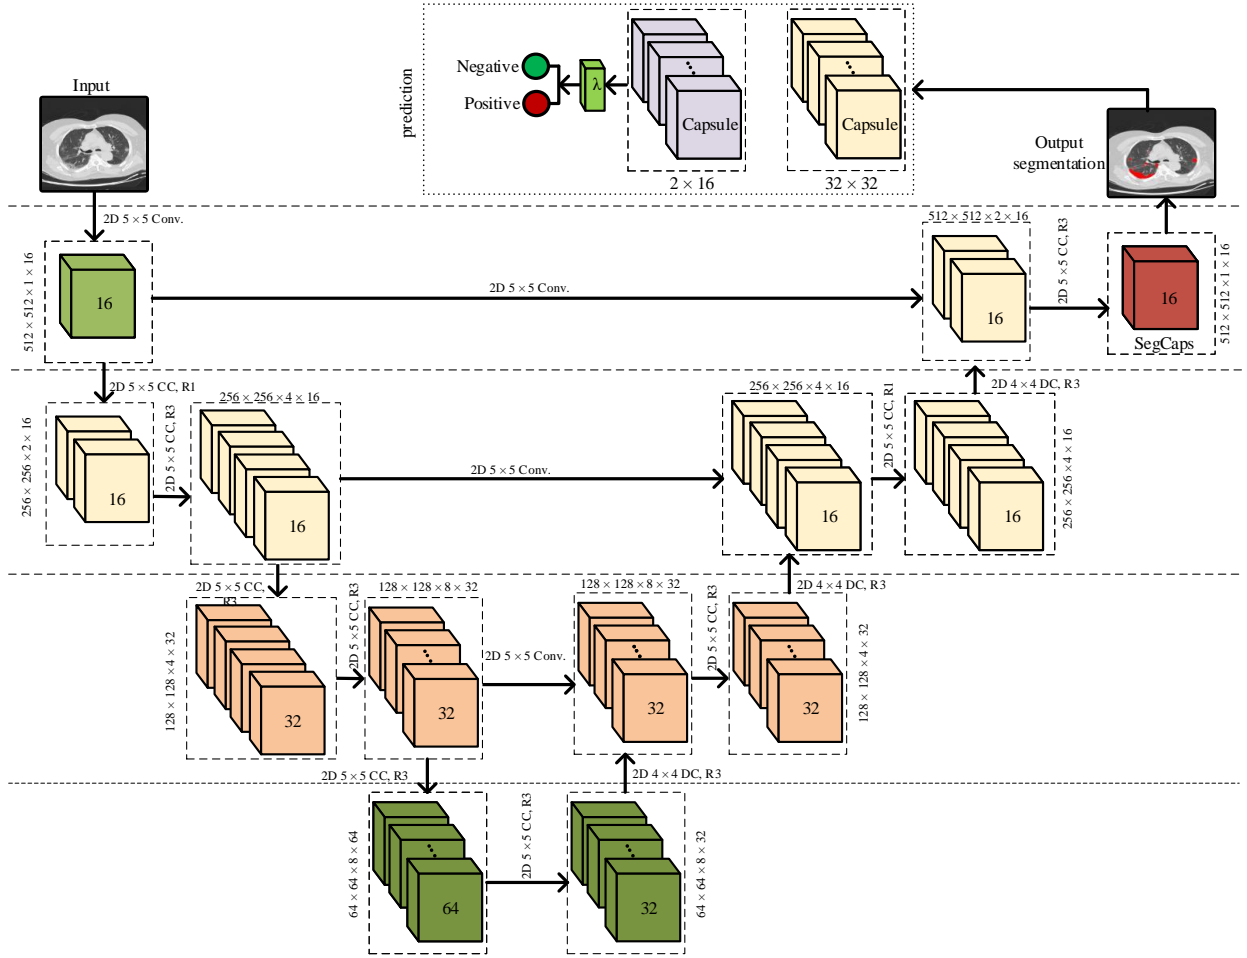 Input
2D 5 × 5 Conv.
512 × 512 × 1 × 16
16
prediction
Negative
Positive
λ
Capsule
2 × 16
Capsule
32 × 32
Output
segmentation
2D 5 × 5 Conv.
512 × 512 × 2 × 16
16
2D 5 × 5 CC, R3
16
SegCaps
512 × 512 × 1 × 16
2D 5 × 5 CC, R1
256 × 256 × 2 × 16
16
2D 5 × 5 CC, R3
256 × 256 × 4 × 16
16
2D 5 × 5 Conv.
256 × 256 × 4 × 16
16
2D 5 × 5 CC, R1
2D 4 × 4 DC, R3
16
256 × 256 × 4 × 16
2D 5 × 5 CC,
R3
128 × 128 × 4 × 32
32
2D 5 × 5 CC, R3
128 × 128 × 8 × 32
32
2D 5 × 5 Conv.
128 × 128 × 8 × 32
32
2D 5 × 5 CC, R3
2D 4 × 4 DC, R3
32
128 × 128 × 4 × 32
2D 5 × 5 CC, R3
64 × 64 × 8 × 64
64
2D 5 × 5 CC, R3
2D 4 × 4 DC, R3
32
64 × 64 × 8 × 32